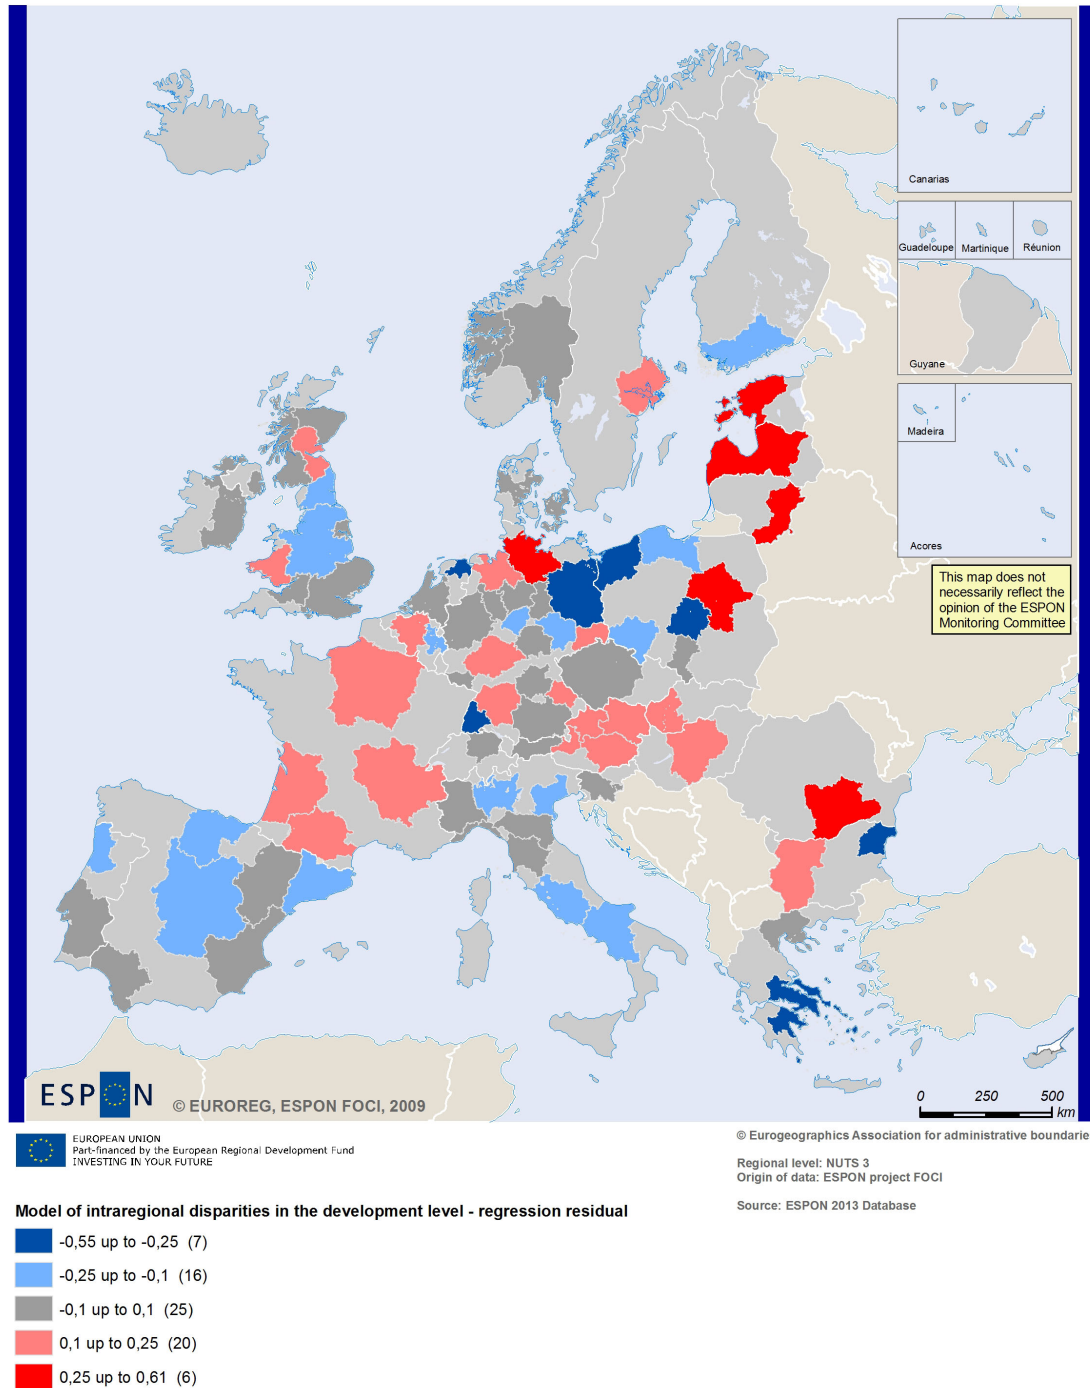 Canarias
Guadeloupe
Martinique
Réunion
Guyane
Madeira
Acores
This map does not
necessarily reflect the
opinion of the ESPON
Monitoring Committee
ESPON
© EUROREG, ESPON FOCI, 2009
0 250 500
km
EUROPEAN UNION
Part-financed by the European Regional Development Fund
INVESTING IN YOUR FUTURE
© Eurogeographics Association for administrative boundarie
Regional level: NUTS 3
Origin of data: ESPON project FOCI
Source: ESPON 2013 Database
Model of intraregional disparities in the development level - regression residual
-0,55 up to -0,25 (7)
-0,25 up to -0,1 (16)
-0,1 up to 0,1 (25)
0,1 up to 0,25 (20)
0,25 up to 0,61 (6)